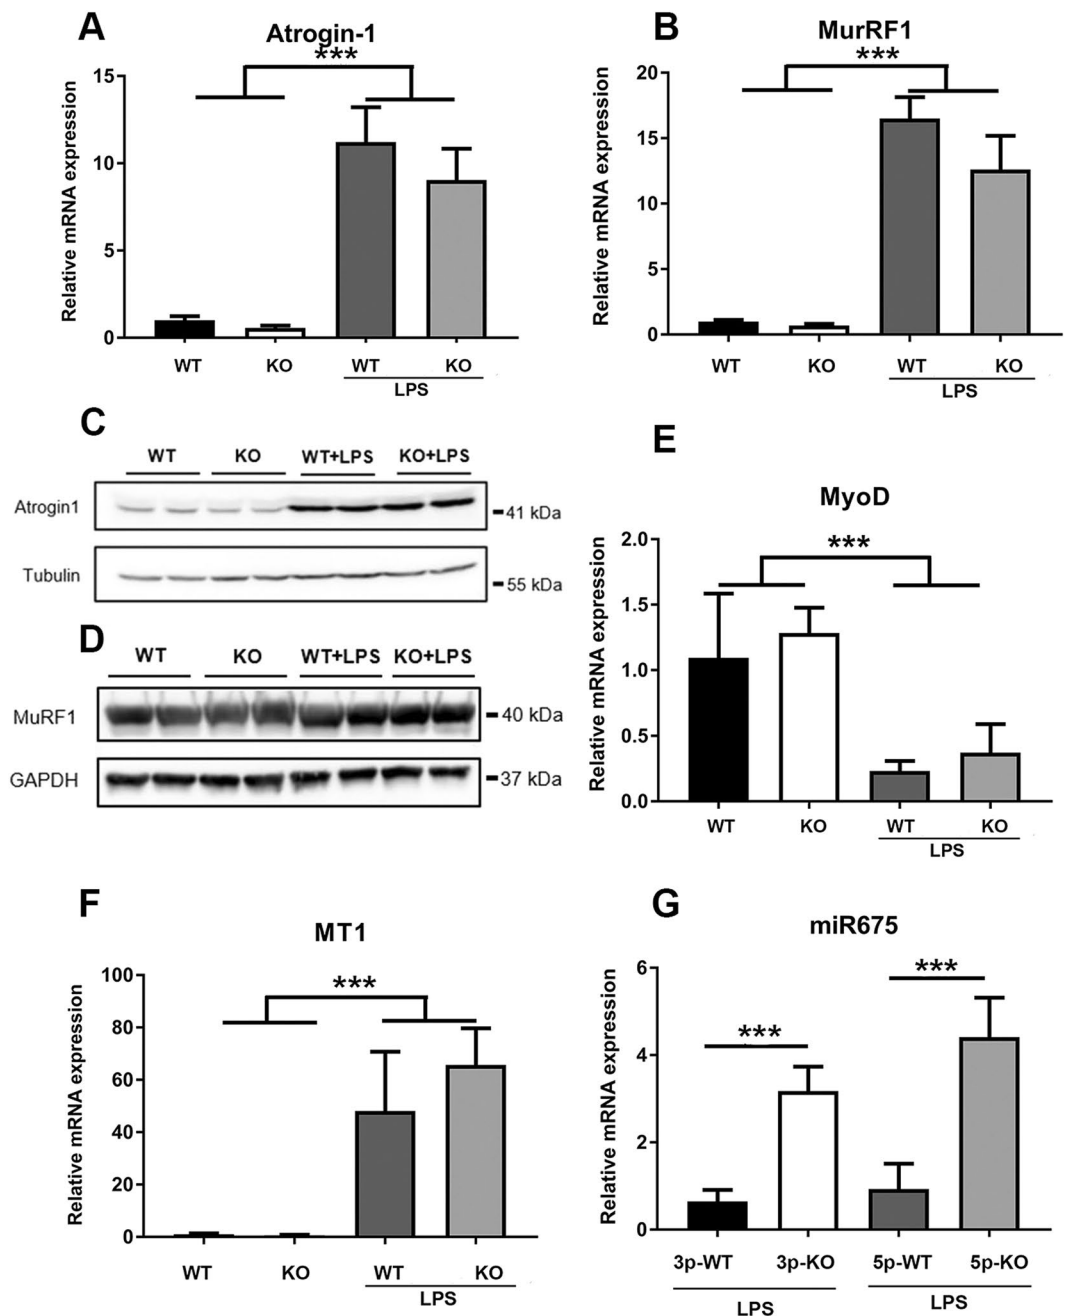 A
Atrogin-1
***
Relative mRNA expression
15
10
5
0
WT KO WT KO
LPS
B
MurRF1
***
Relative mRNA expression
20
15
10
5
0
WT KO WT KO
LPS
C
WT KO WT+LPS KO+LPS
Atrogin1
41 kDa
Tubulin
55 kDa
D
WT KO WT+LPS KO+LPS
MuRF1
40 kDa
GAPDH
37 kDa
E
MyoD
***
Relative mRNA expression
2.0
1.5
1.0
0.5
0.0
WT KO WT KO
LPS
F
MT1
***
Relative mRNA expression
100
80
60
40
20
0
WT KO WT KO
LPS
G
miR675
***
***
Relative mRNA expression
6
4
2
0
3p-WT 3p-KO 5p-WT 5p-KO
LPS LPS